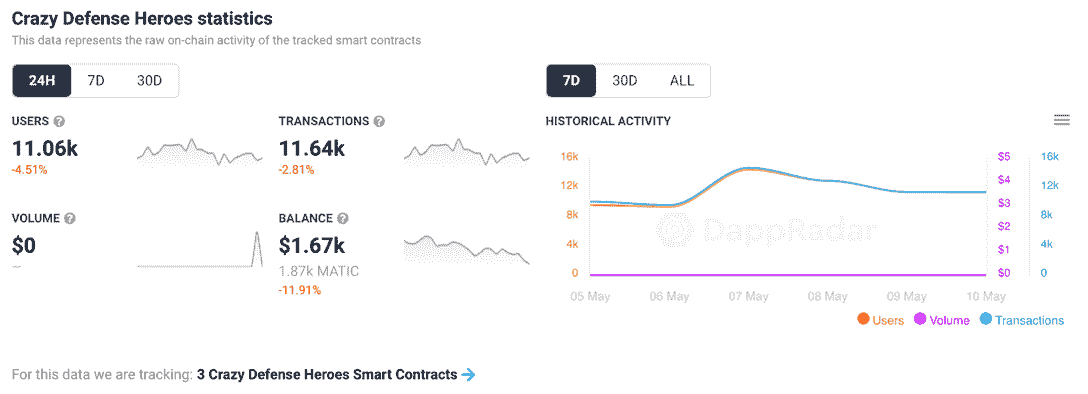 Crazy Defense Heroes statistics
This data represents the raw on-chain activity of the tracked smart contracts
24H 7D 30D
7D 30D ALL
USERS ?
11.06k
-4.51%
TRANSACTIONS ?
11.64k
-2.81%
VOLUME ?
$0
BALANCE ?
$1.67k
1.87k MATIC
-11.91%
HISTORICAL ACTIVITY
16k $5 16k
12k $4 12k
$3
8k $2 8k
4k $1 4k
0 $0 0
DappRadar
05 May 06 May 07 May 08 May 09 May 10 May
Users Volume Transactions
For this data we are tracking: 3 Crazy Defense Heroes Smart Contracts →